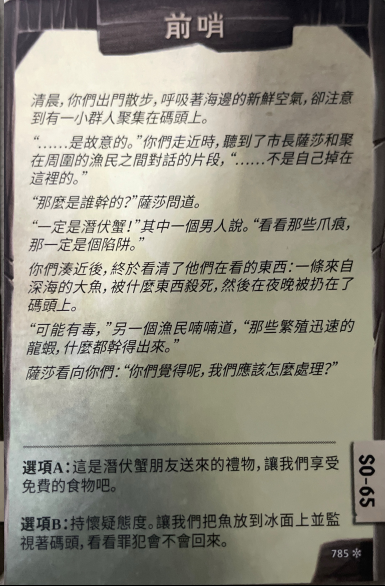 前哨
清晨，你們出門散步，呼吸著海邊的新鮮空氣，卻注意
到有一小群人聚集在碼頭上。
“……是故意的。”你們走近時，聽到了市長薩莎和聚
在周圍的漁民之間對話的片段，“……不是自己掉在
這裡的。”
“那麼是誰幹的？”薩莎問道。
“一定是潛伏蟹！”其中一個男人說。“看看那些爪痕，
那一定是個陷阱。”
你們湊近後，終於看清了他們在看的東西：一條來自
深海的大魚，被什麼東西殺死，然後在夜晚被扔在了
碼頭上。
“可能有毒，”另一個漁民喃喃道，“那些繁殖迅速的
龍蝦，什麼都幹得出來。”
薩莎看向你們：“你們覺得呢，我們應該怎麼處理？”
選項A：這是潛伏蟹朋友送來的禮物，讓我們享受
免費的食物吧。
選項B：持懷疑態度。讓我們把魚放到冰面上並監
視著碼頭，看看罪犯會不會回來。
SO-65
785